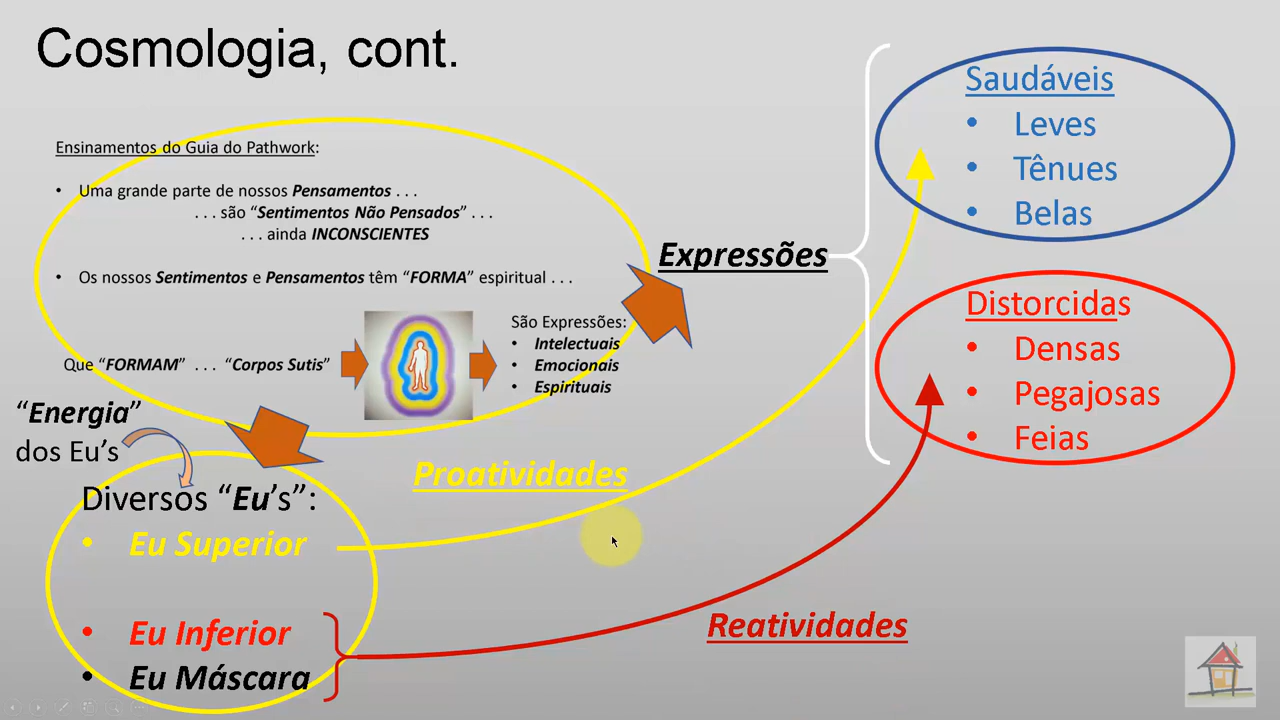 Cosmologia, cont.
Ensinamentos do Guia do Pathwork:
• Uma grande parte de nossos Pensamentos . . .
. . . são “Sentimentos Não Pensados” . . .
. . . ainda INCONSCIENTES
• Os nossos Sentimentos e Pensamentos têm “FORMA” espiritual . . .
Que “FORMAM” . . . “Corpos Sutis”
São Expressões:
• Intelectuais
• Emocionais
• Espirituais
Expressões
Saudáveis
• Leves
• Tênues
• Belas
Distorcidas
• Densas
• Pegajosas
• Feias
“Energia”
dos Eu’s
Diversos “Eu’s”:
• Eu Superior
• Eu Inferior
• Eu Máscara
Proatividades
Reatividades